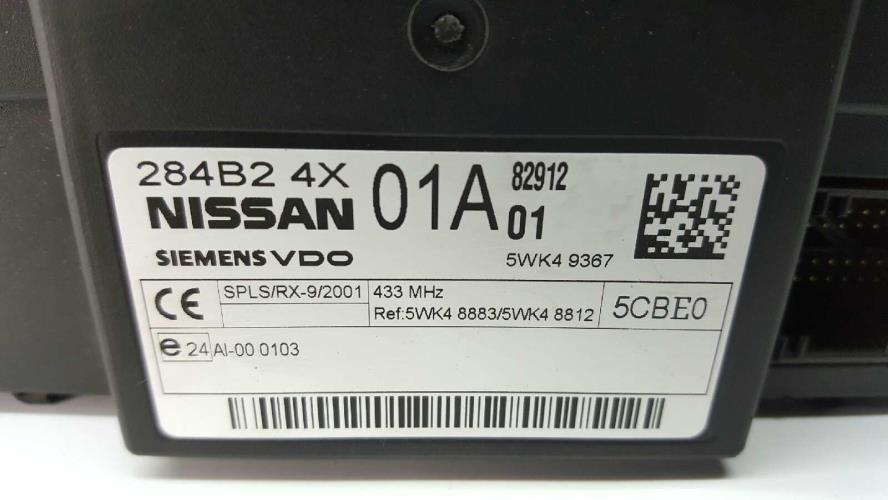 284B2 4X 01A 82912
NISSAN 01
SIEMENS VDO 5WK4 9367
CE SPLS/RX-9/2001 433 MHz
Ref:5WK4 8883/5WK4 8812 5CBE0
e 24 AI-00 0103